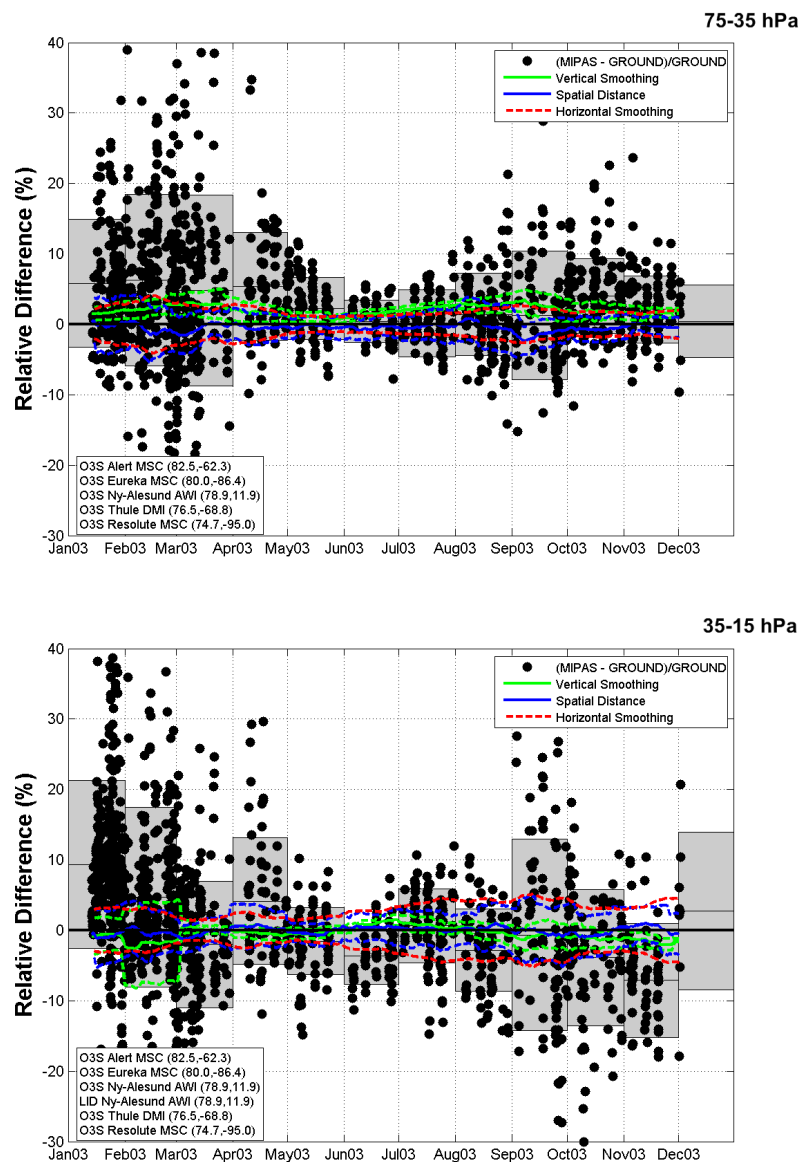 75-35 hPa
40
30
20
10
0
-10
-20
-30
Relative Difference (%)
(MIPAS - GROUND)/GROUND
Vertical Smoothing
Spatial Distance
Horizontal Smoothing
O3S Alert MSC (82.5,-62.3)
O3S Eureka MSC (80.0,-86.4)
O3S Ny-Alesund AWI (78.9,11.9)
O3S Thule DMI (76.5,-68.8)
O3S Resolute MSC (74.7,-95.0)
Jan03 Feb03 Mar03 Apr03 May03 Jun03 Jul03 Aug03 Sep03 Oct03 Nov03 Dec03
35-15 hPa
40
30
20
10
0
-10
-20
-30
Relative Difference (%)
(MIPAS - GROUND)/GROUND
Vertical Smoothing
Spatial Distance
Horizontal Smoothing
O3S Alert MSC (82.5,-62.3)
O3S Eureka MSC (80.0,-86.4)
O3S Ny-Alesund AWI (78.9,11.9)
LID Ny-Alesund AWI (78.9,11.9)
O3S Thule DMI (76.5,-68.8)
O3S Resolute MSC (74.7,-95.0)
Jan03 Feb03 Mar03 Apr03 May03 Jun03 Jul03 Aug03 Sep03 Oct03 Nov03 Dec03